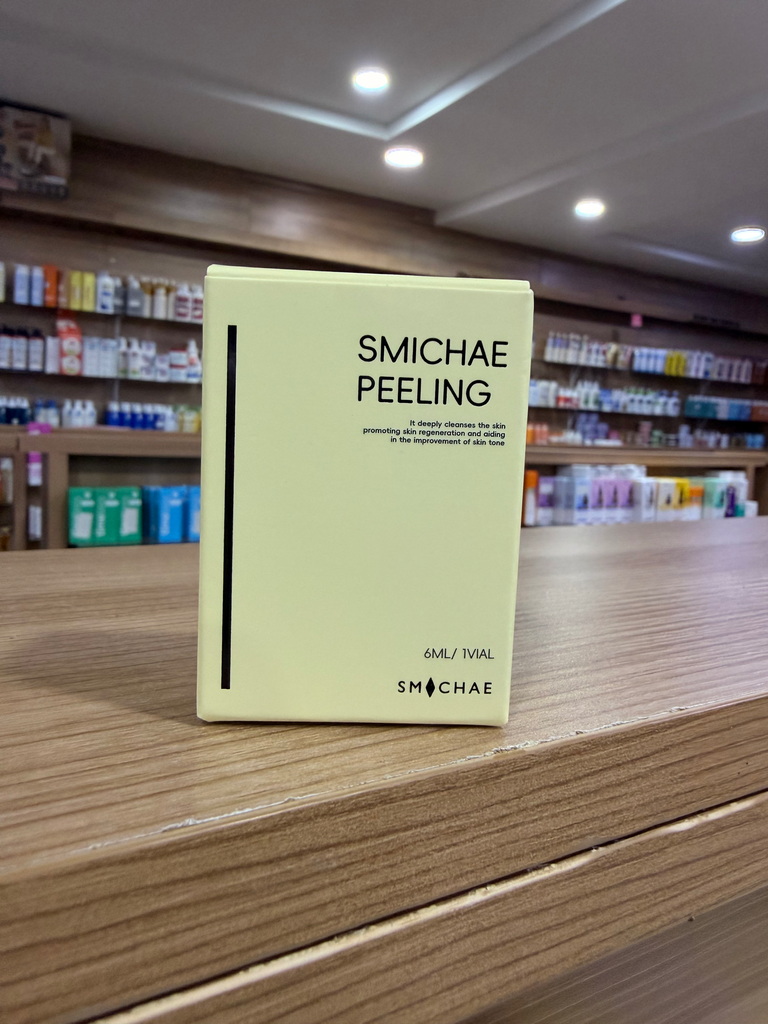 SMICHAE
PEELING
It deeply cleanses the skin
promoting skin regeneration and aiding
in the improvement of skin tone
6ML/ 1VIAL
SMICHAE